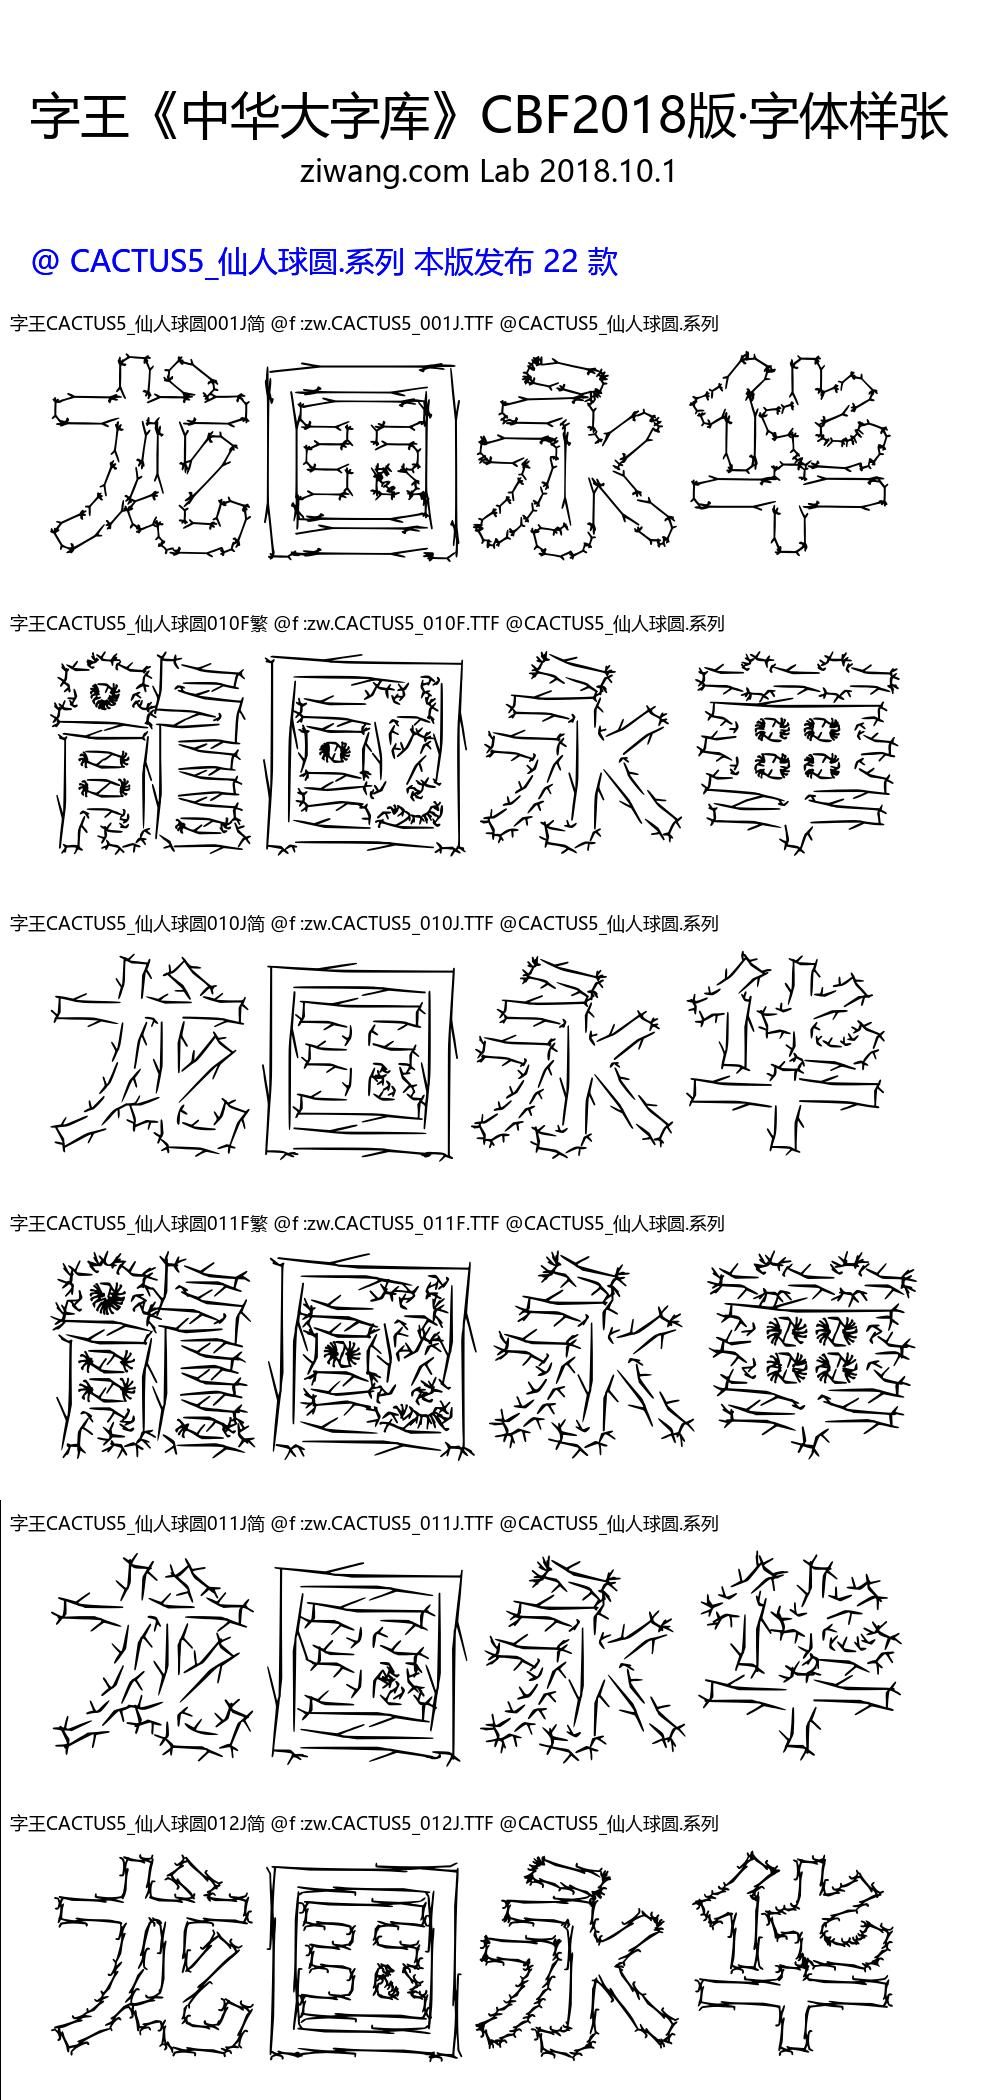 字王《中华大字库》CBF2018版·字体样张
ziwang.com Lab 2018.10.1
@ CACTUS5_仙人球圆.系列 本版发布 22 款
字王CACTUS5_仙人球圆001J简 @f :zw.CACTUS5_001J.TTF @CACTUS5_仙人球圆.系列
龙国永华
字王CACTUS5_仙人球圆010F繁 @f :zw.CACTUS5_010F.TTF @CACTUS5_仙人球圆.系列
龍國永華
字王CACTUS5_仙人球圆010J简 @f :zw.CACTUS5_010J.TTF @CACTUS5_仙人球圆.系列
龙国永华
字王CACTUS5_仙人球圆011F繁 @f :zw.CACTUS5_011F.TTF @CACTUS5_仙人球圆.系列
龍國永華
字王CACTUS5_仙人球圆011J简 @f :zw.CACTUS5_011J.TTF @CACTUS5_仙人球圆.系列
龙国永华
字王CACTUS5_仙人球圆012J简 @f :zw.CACTUS5_012J.TTF @CACTUS5_仙人球圆.系列
龙国永华